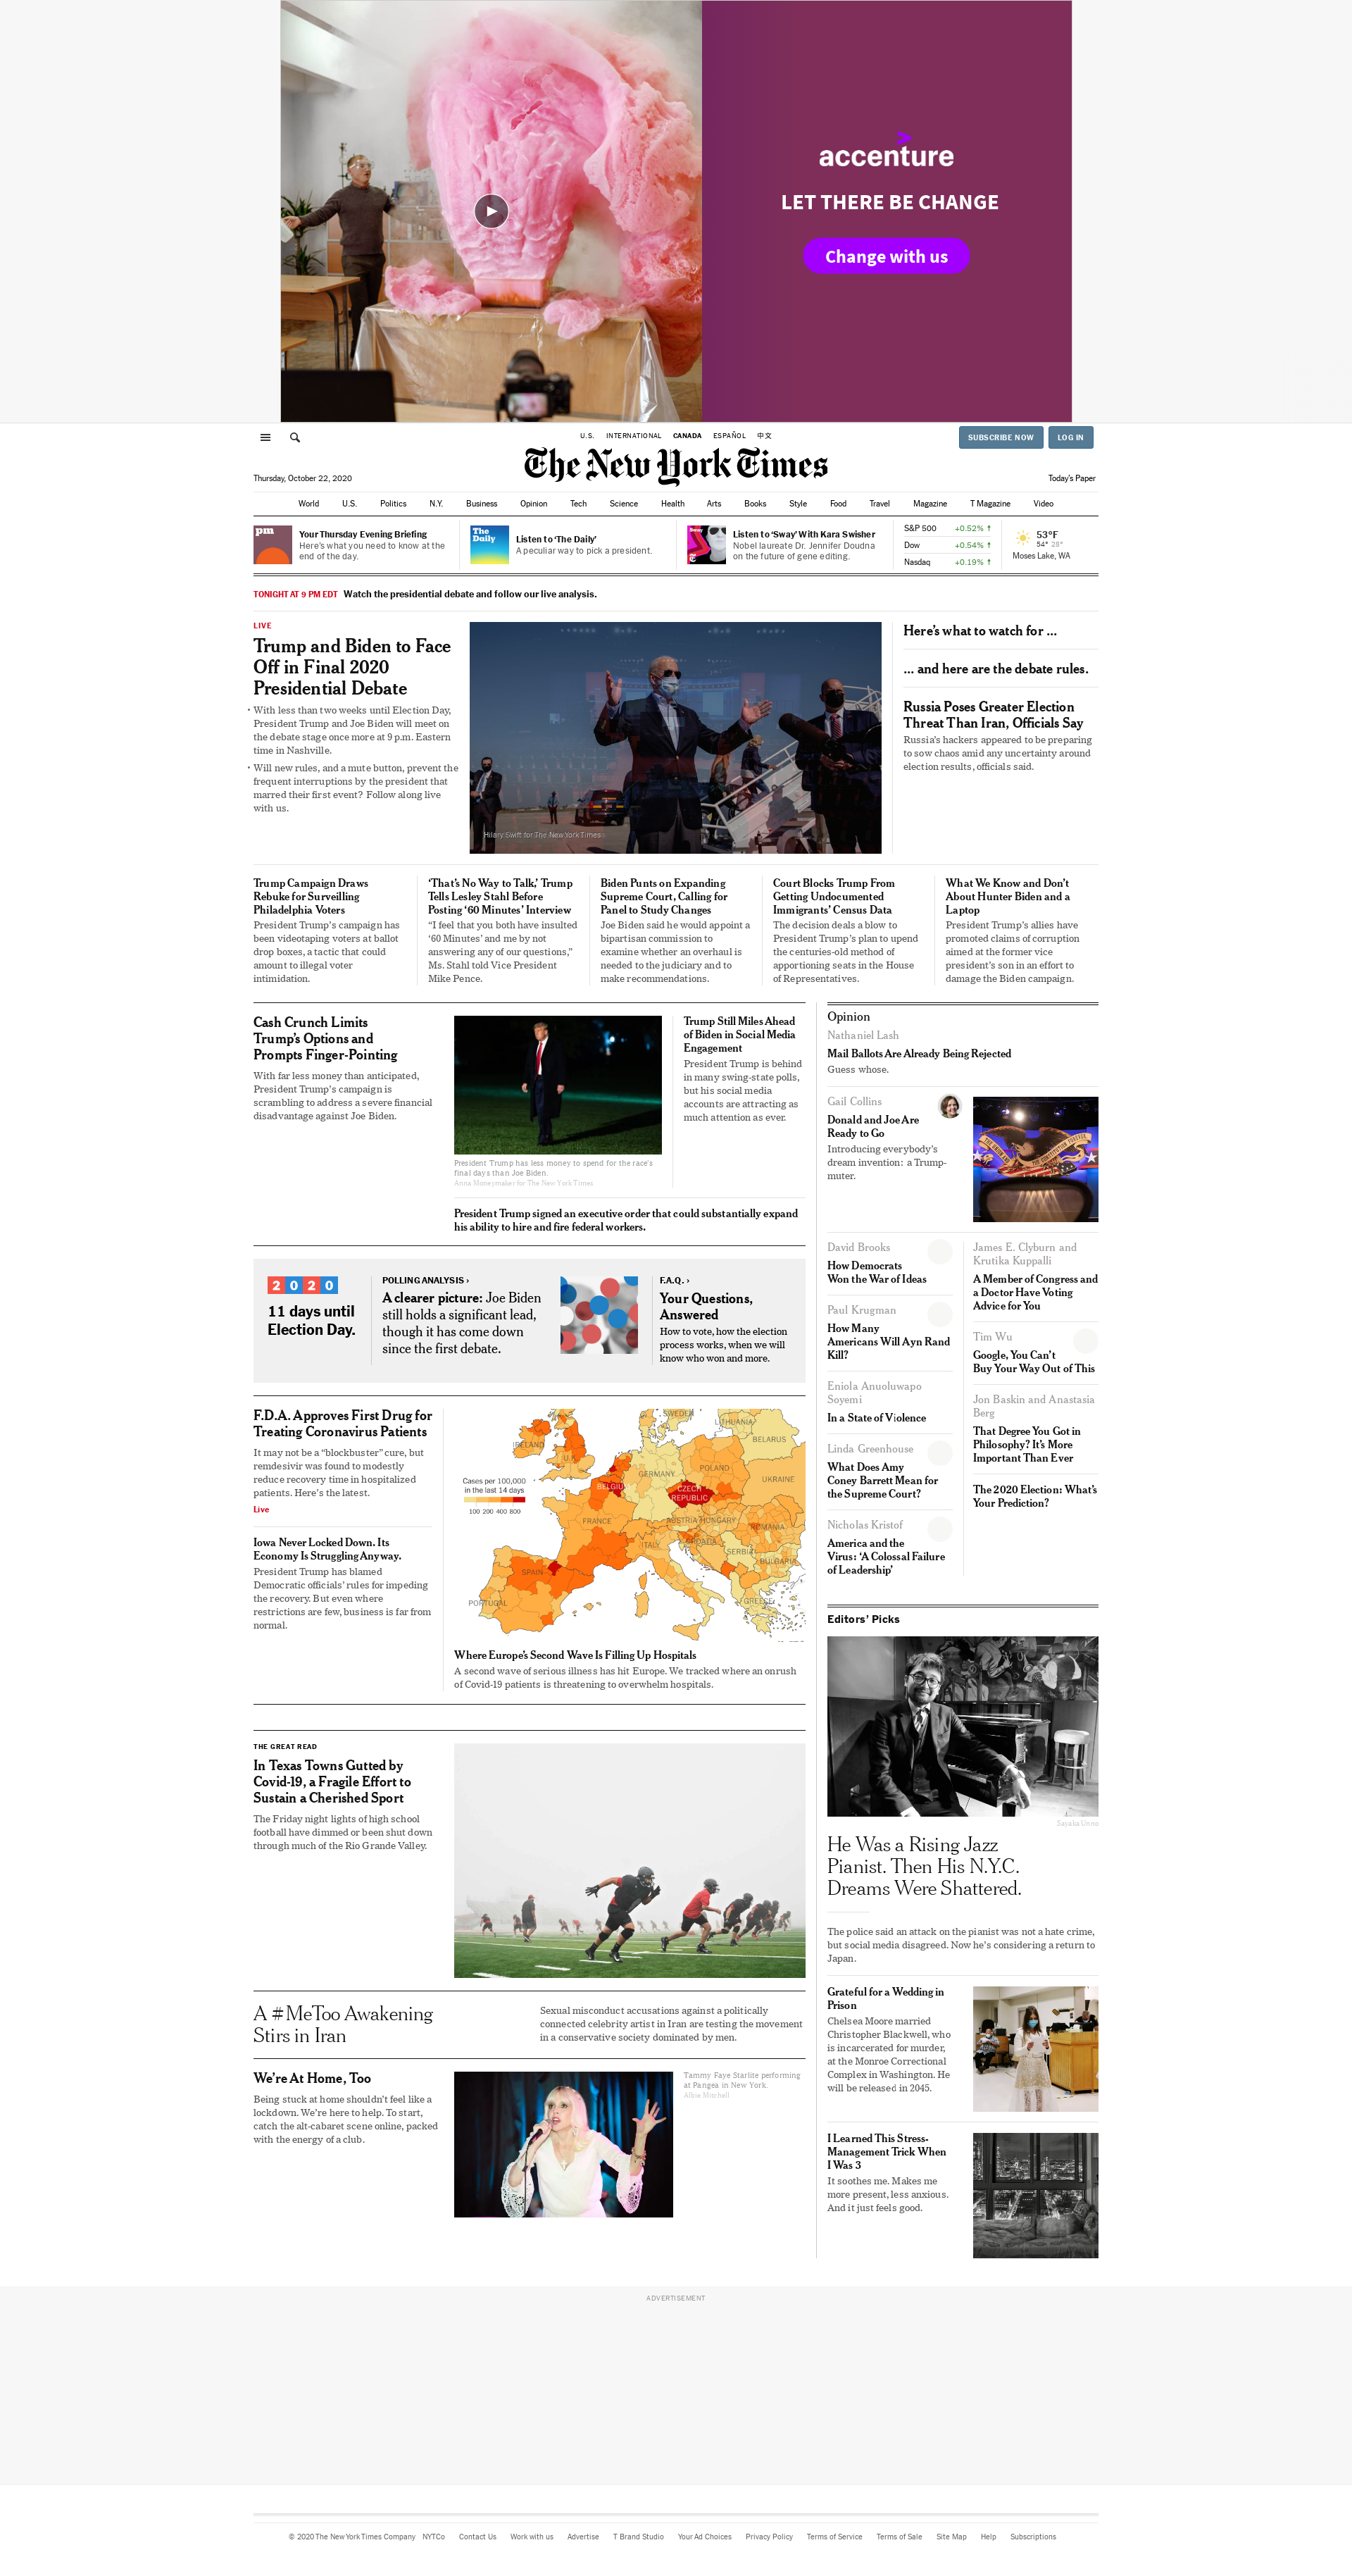 accenture
LET THERE BE CHANGE
Change with us
U.S. INTERNATIONAL CANADA ESPAÑOL 中文
SUBSCRIBE NOW LOG IN
The New York Times
Thursday, October 22, 2020
Today's Paper
World U.S. Politics N.Y. Business Opinion Tech Science Health Arts Books Style Food Travel Magazine T Magazine Video
pm
Your Thursday Evening Briefing
Here's what you need to know at the
end of the day.
The
Daily
Listen to 'The Daily'
A peculiar way to pick a president.
Sway
Listen to 'Sway' With Kara Swisher
Nobel laureate Dr. Jennifer Doudna
on the future of gene editing.
S&P 500 +0.52% ↑
Dow +0.54% ↑
Nasdaq +0.19% ↑
53°F
54° 28°
Moses Lake, WA
TONIGHT AT 9 PM EDT Watch the presidential debate and follow our live analysis.
LIVE
Trump and Biden to Face
Off in Final 2020
Presidential Debate
• With less than two weeks until Election Day,
President Trump and Joe Biden will meet on
the debate stage once more at 9 p.m. Eastern
time in Nashville.
• Will new rules, and a mute button, prevent the
frequent interruptions by the president that
marred their first event? Follow along live
with us.
Hilary Swift for The New York Times
Here's what to watch for ...
... and here are the debate rules.
Russia Poses Greater Election
Threat Than Iran, Officials Say
Russia's hackers appeared to be preparing
to sow chaos amid any uncertainty around
election results, officials said.
Trump Campaign Draws
Rebuke for Surveilling
Philadelphia Voters
President Trump's campaign has
been videotaping voters at ballot
drop boxes, a tactic that could
amount to illegal voter
intimidation.
'That's No Way to Talk,' Trump
Tells Lesley Stahl Before
Posting '60 Minutes' Interview
"I feel that you both have insulted
'60 Minutes' and me by not
answering any of our questions,"
Ms. Stahl told Vice President
Mike Pence.
Biden Punts on Expanding
Supreme Court, Calling for
Panel to Study Changes
Joe Biden said he would appoint a
bipartisan commission to
examine whether an overhaul is
needed to the judiciary and to
make recommendations.
Court Blocks Trump From
Getting Undocumented
Immigrants' Census Data
The decision deals a blow to
President Trump's plan to upend
the centuries-old method of
apportioning seats in the House
of Representatives.
What We Know and Don't
About Hunter Biden and a
Laptop
President Trump's allies have
promoted claims of corruption
aimed at the former vice
president's son in an effort to
damage the Biden campaign.
Cash Crunch Limits
Trump's Options and
Prompts Finger-Pointing
With far less money than anticipated,
President Trump's campaign is
scrambling to address a severe financial
disadvantage against Joe Biden.
President Trump has less money to spend for the race's
final days than Joe Biden.
Anna Moneymaker for The New York Times
Trump Still Miles Ahead
of Biden in Social Media
Engagement
President Trump is behind
in many swing-state polls,
but his social media
accounts are attracting as
much attention as ever.
President Trump signed an executive order that could substantially expand
his ability to hire and fire federal workers.
2020
11 days until
Election Day.
POLLING ANALYSIS ›
A clearer picture: Joe Biden
still holds a significant lead,
though it has come down
since the first debate.
F.A.Q. ›
Your Questions,
Answered
How to vote, how the election
process works, when we will
know who won and more.
F.D.A. Approves First Drug for
Treating Coronavirus Patients
It may not be a "blockbuster" cure, but
remdesivir was found to modestly
reduce recovery time in hospitalized
patients. Here's the latest.
Live
Iowa Never Locked Down. Its
Economy Is Struggling Anyway.
President Trump has blamed
Democratic officials' rules for impeding
the recovery. But even where
restrictions are few, business is far from
normal.
SWEDEN
LITHUANIA
IRELAND
BELARUS
U.K.
POLAND
GERMANY
UKRAINE
Cases per 100,000
in the last 14 days
100 200 400 800
BELGIUM
CZECH
REPUBLIC
FRANCE
AUSTRIA HUNGARY
ROMANIA
CROATIA
ITALY
SERBIA
BULGARIA
SPAIN
PORTUGAL
GREECE
Where Europe's Second Wave Is Filling Up Hospitals
A second wave of serious illness has hit Europe. We tracked where an onrush
of Covid-19 patients is threatening to overwhelm hospitals.
THE GREAT READ
In Texas Towns Gutted by
Covid-19, a Fragile Effort to
Sustain a Cherished Sport
The Friday night lights of high school
football have dimmed or been shut down
through much of the Rio Grande Valley.
A #MeToo Awakening
Stirs in Iran
Sexual misconduct accusations against a politically
connected celebrity artist in Iran are testing the movement
in a conservative society dominated by men.
We're At Home, Too
Being stuck at home shouldn't feel like a
lockdown. We're here to help. To start,
catch the alt-cabaret scene online, packed
with the energy of a club.
Tammy Faye Starlite performing
at Pangea in New York.
Albie Mitchell
Opinion
Nathaniel Lash
Mail Ballots Are Already Being Rejected
Guess whose.
Gail Collins
Donald and Joe Are
Ready to Go
Introducing everybody's
dream invention: a Trump-
muter.
David Brooks
How Democrats
Won the War of Ideas
Paul Krugman
How Many
Americans Will Ayn Rand
Kill?
Eniola Anuoluwapo
Soyemi
In a State of Violence
Linda Greenhouse
What Does Amy
Coney Barrett Mean for
the Supreme Court?
Nicholas Kristof
America and the
Virus: 'A Colossal Failure
of Leadership'
James E. Clyburn and
Krutika Kuppalli
A Member of Congress and
a Doctor Have Voting
Advice for You
Tim Wu
Google, You Can't
Buy Your Way Out of This
Jon Baskin and Anastasia
Berg
That Degree You Got in
Philosophy? It's More
Important Than Ever
The 2020 Election: What's
Your Prediction?
Editors' Picks
Sayaka Ueno
He Was a Rising Jazz
Pianist. Then His N.Y.C.
Dreams Were Shattered.
The police said an attack on the pianist was not a hate crime,
but social media disagreed. Now he's considering a return to
Japan.
Grateful for a Wedding in
Prison
Chelsea Moore married
Christopher Blackwell, who
is incarcerated for murder,
at the Monroe Correctional
Complex in Washington. He
will be released in 2045.
I Learned This Stress-
Management Trick When
I Was 3
It soothes me. Makes me
more present, less anxious.
And it just feels good.
ADVERTISEMENT
© 2020 The New York Times Company NYTCo Contact Us Work with us Advertise T Brand Studio Your Ad Choices Privacy Policy Terms of Service Terms of Sale Site Map Help Subscriptions